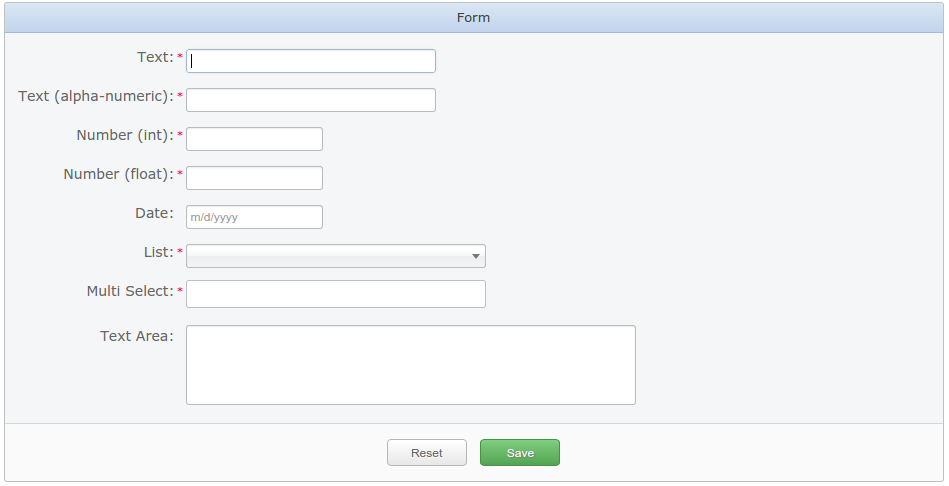 Form
Text: *
Text (alpha-numeric): *
Number (int): *
Number (float): *
Date: m/d/yyyy
List: *
Multi Select: *
Text Area:
Reset Save